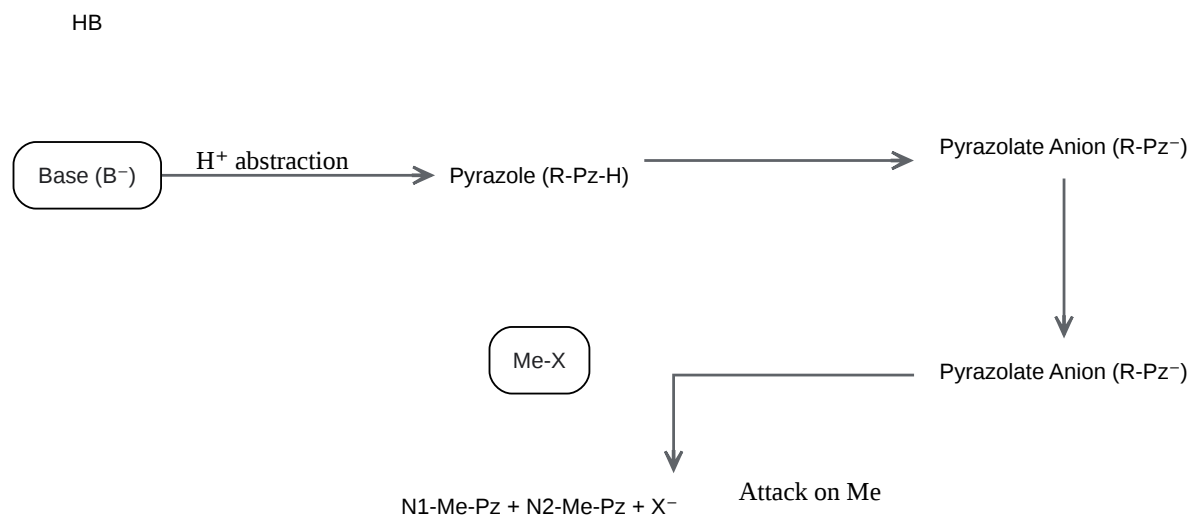 HB
Base (B⁻)
H⁺ abstraction
Pyrazole (R-Pz-H)
Pyrazolate Anion (R-Pz⁻)
Me-X
Pyrazolate Anion (R-Pz⁻)
N1-Me-Pz + N2-Me-Pz + X⁻
Attack on Me